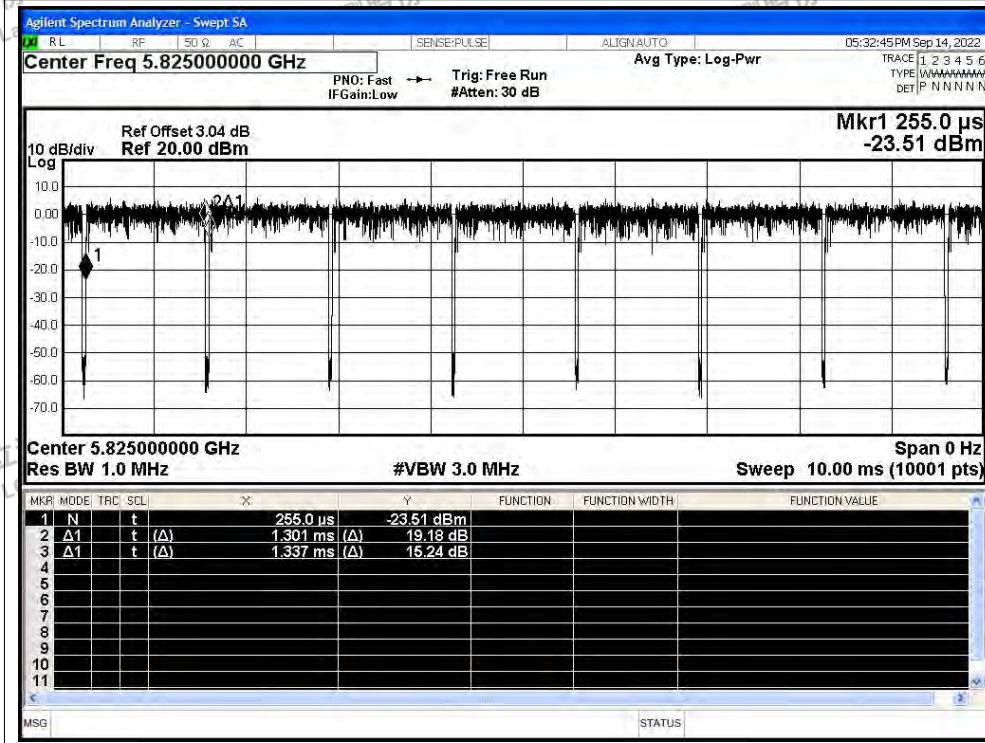 Agilent Spectrum Analyzer - Swept SA
LXI RL RF 50 Ω AC SENSE:PULSE ALIGNAUTO 05:32:45 PM Sep 14, 2022
Center Freq 5.825000000 GHz
Avg Type: Log-Pwr
TRACE 1 2 3 4 5 6
PNO: Fast
Trig: Free Run
TYPE
IFGain:Low
#Atten: 30 dB
DET P N N N N N
Mkr1 255.0 µs
-23.51 dBm
Ref Offset 3.04 dB
10 dB/div Ref 20.00 dBm
Log
10.0
2Δ1
0.00
-10.0
1
-20.0
-30.0
-40.0
-50.0
-60.0
-70.0
Center 5.825000000 GHz Span 0 Hz
Res BW 1.0 MHz #VBW 3.0 MHz Sweep 10.00 ms (10001 pts)
MKR MODE TRC SCL X Y FUNCTION FUNCTION WIDTH FUNCTION VALUE
1 N t 255.0 µs -23.51 dBm
2 Δ1 t (Δ) 1.301 ms (Δ) 19.18 dB
3 Δ1 t (Δ) 1.337 ms (Δ) 15.24 dB
4
5
6
7
8
9
10
11
MSG STATUS